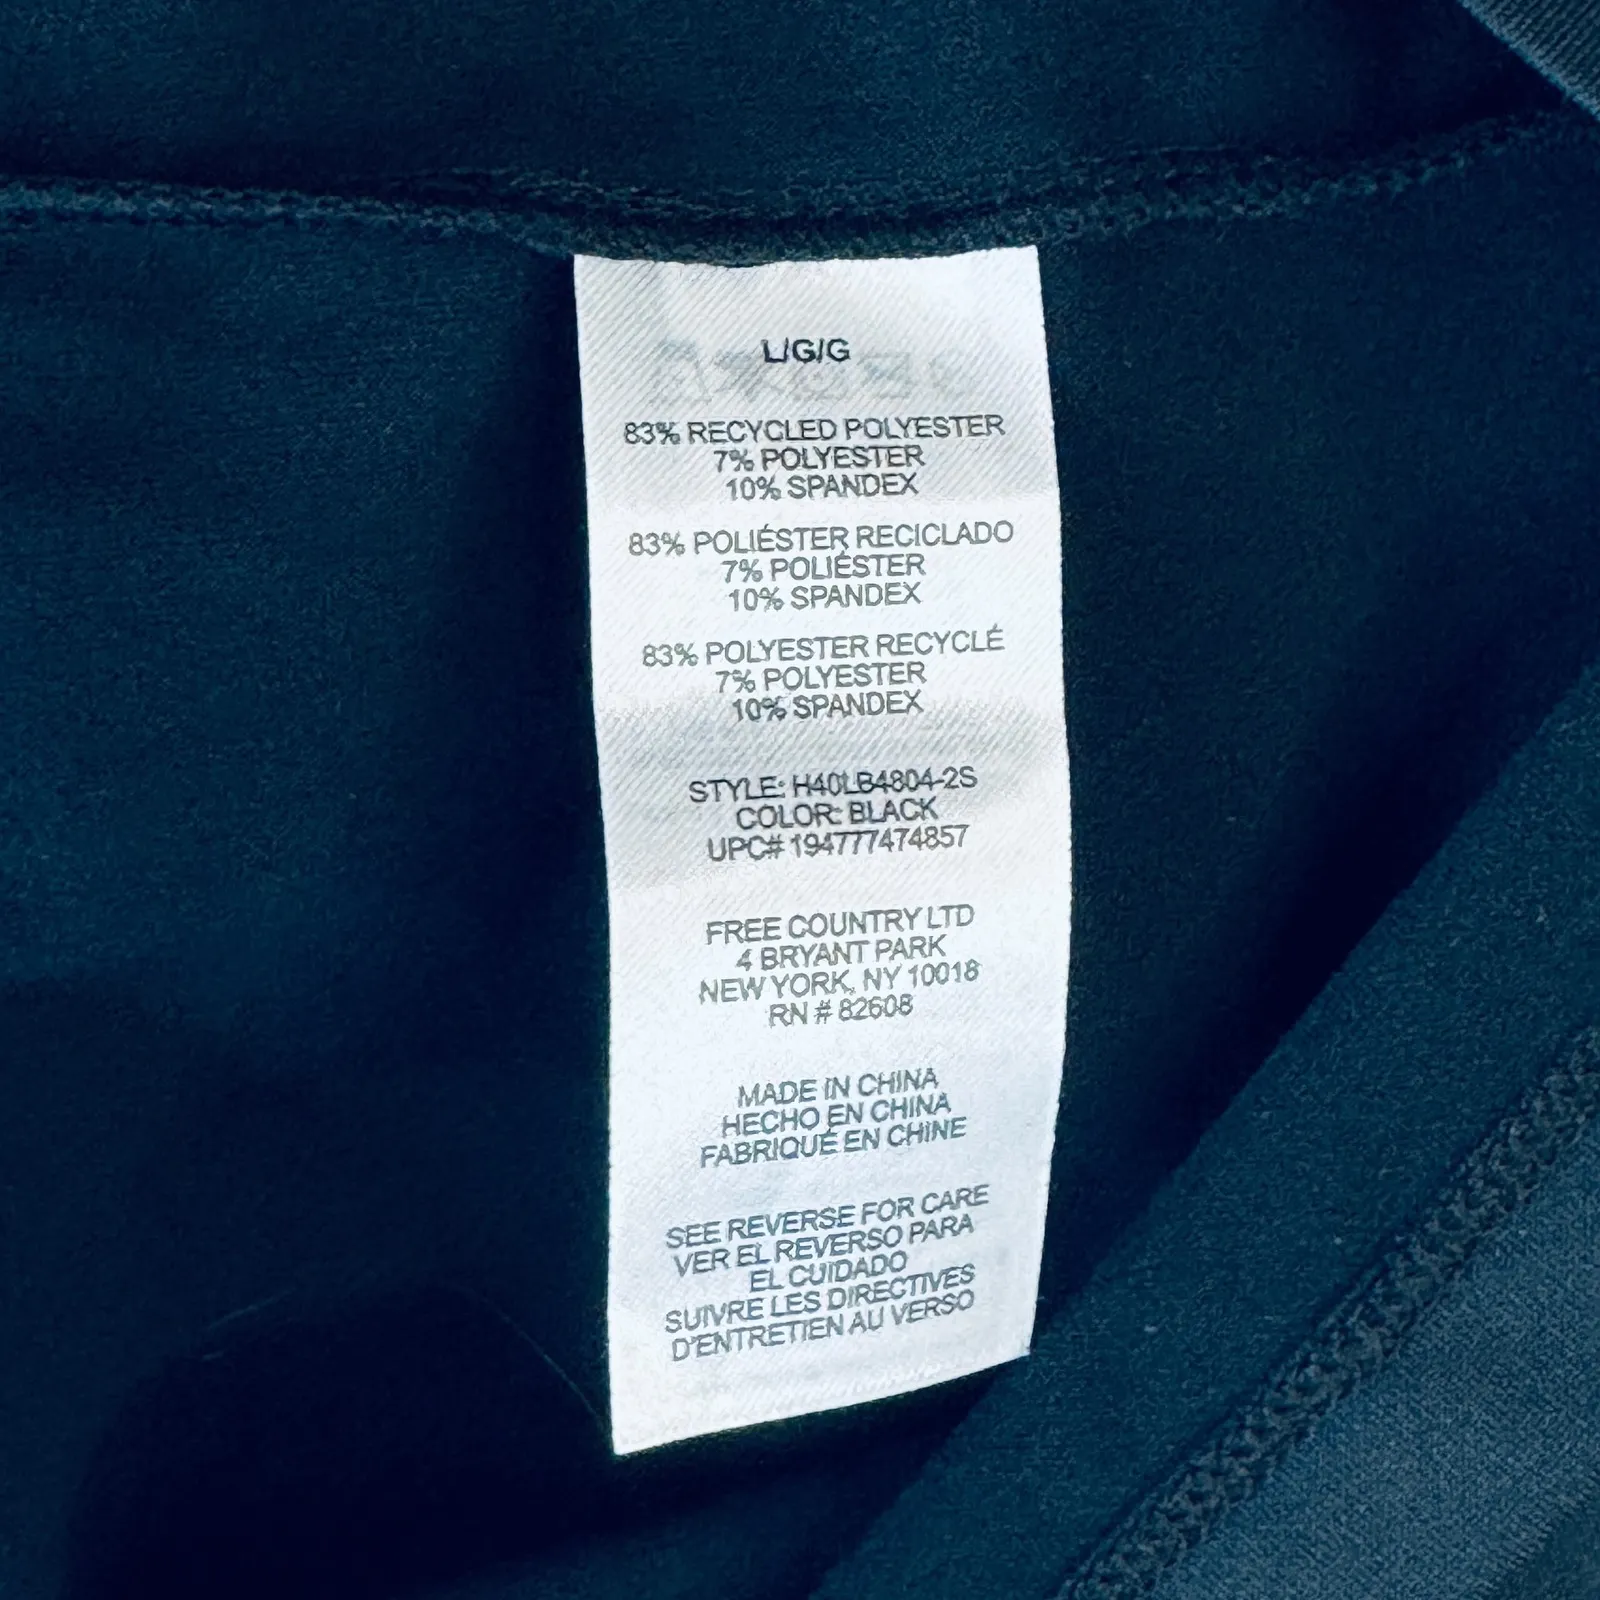 L/G/G
83% RECYCLED POLYESTER
7% POLYESTER
10% SPANDEX
83% POLIÉSTER RECICLADO
7% POLIÉSTER
10% SPANDEX
83% POLYESTER RECYCLÉ
7% POLYESTER
10% SPANDEX
STYLE: H40LB4804-2S
COLOR: BLACK
UPC# 194777474857
FREE COUNTRY LTD
4 BRYANT PARK
NEW YORK, NY 10018
RN # 82608
MADE IN CHINA
HECHO EN CHINA
FABRIQUÉ EN CHINE
SEE REVERSE FOR CARE
VER EL REVERSO PARA
EL CUIDADO
SUIVRE LES DIRECTIVES
D'ENTRETIEN AU VERSO